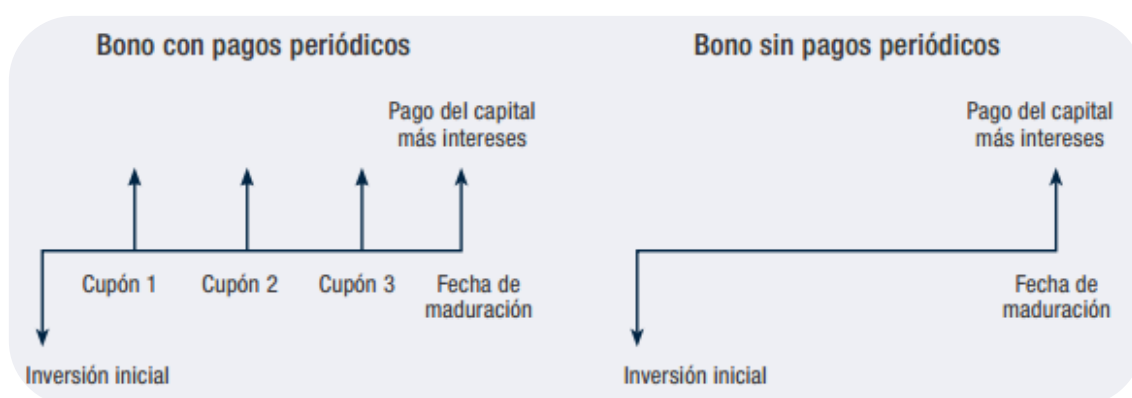 Bono con pagos periódicos
Pago del capital
más intereses
Cupón 1
Cupón 2
Cupón 3
Fecha de
maduración
Inversión inicial
Bono sin pagos periódicos
Pago del capital
más intereses
Fecha de
maduración
Inversión inicial